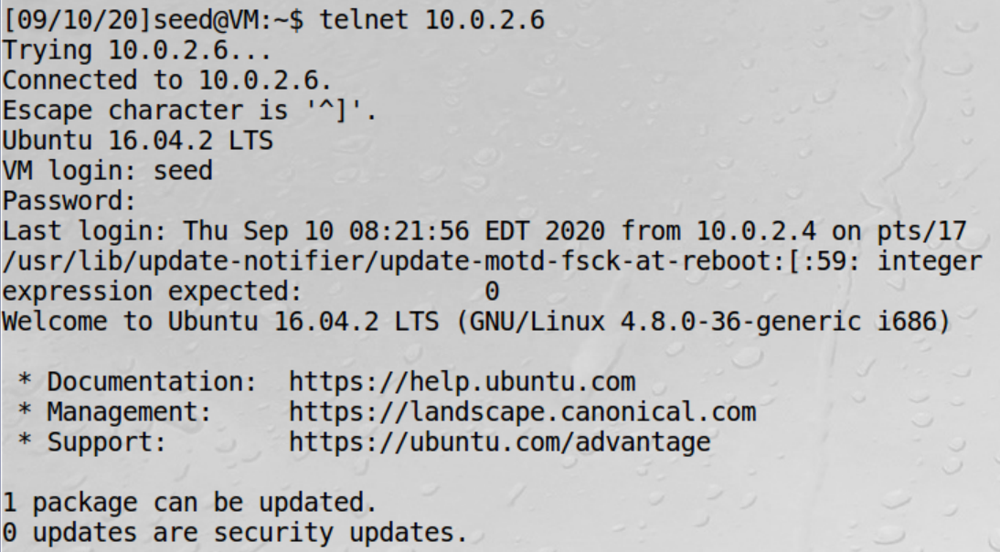 [09/10/20]seed@VM:~$ telnet 10.0.2.6
Trying 10.0.2.6...
Connected to 10.0.2.6.
Escape character is '^]'.
Ubuntu 16.04.2 LTS
VM login: seed
Password:
Last login: Thu Sep 10 08:21:56 EDT 2020 from 10.0.2.4 on pts/17
/usr/lib/update-notifier/update-motd-fsck-at-reboot:[:59: integer
expression expected:            0
Welcome to Ubuntu 16.04.2 LTS (GNU/Linux 4.8.0-36-generic i686)

 * Documentation:  https://help.ubuntu.com
 * Management:     https://landscape.canonical.com
 * Support:        https://ubuntu.com/advantage

1 package can be updated.
0 updates are security updates.